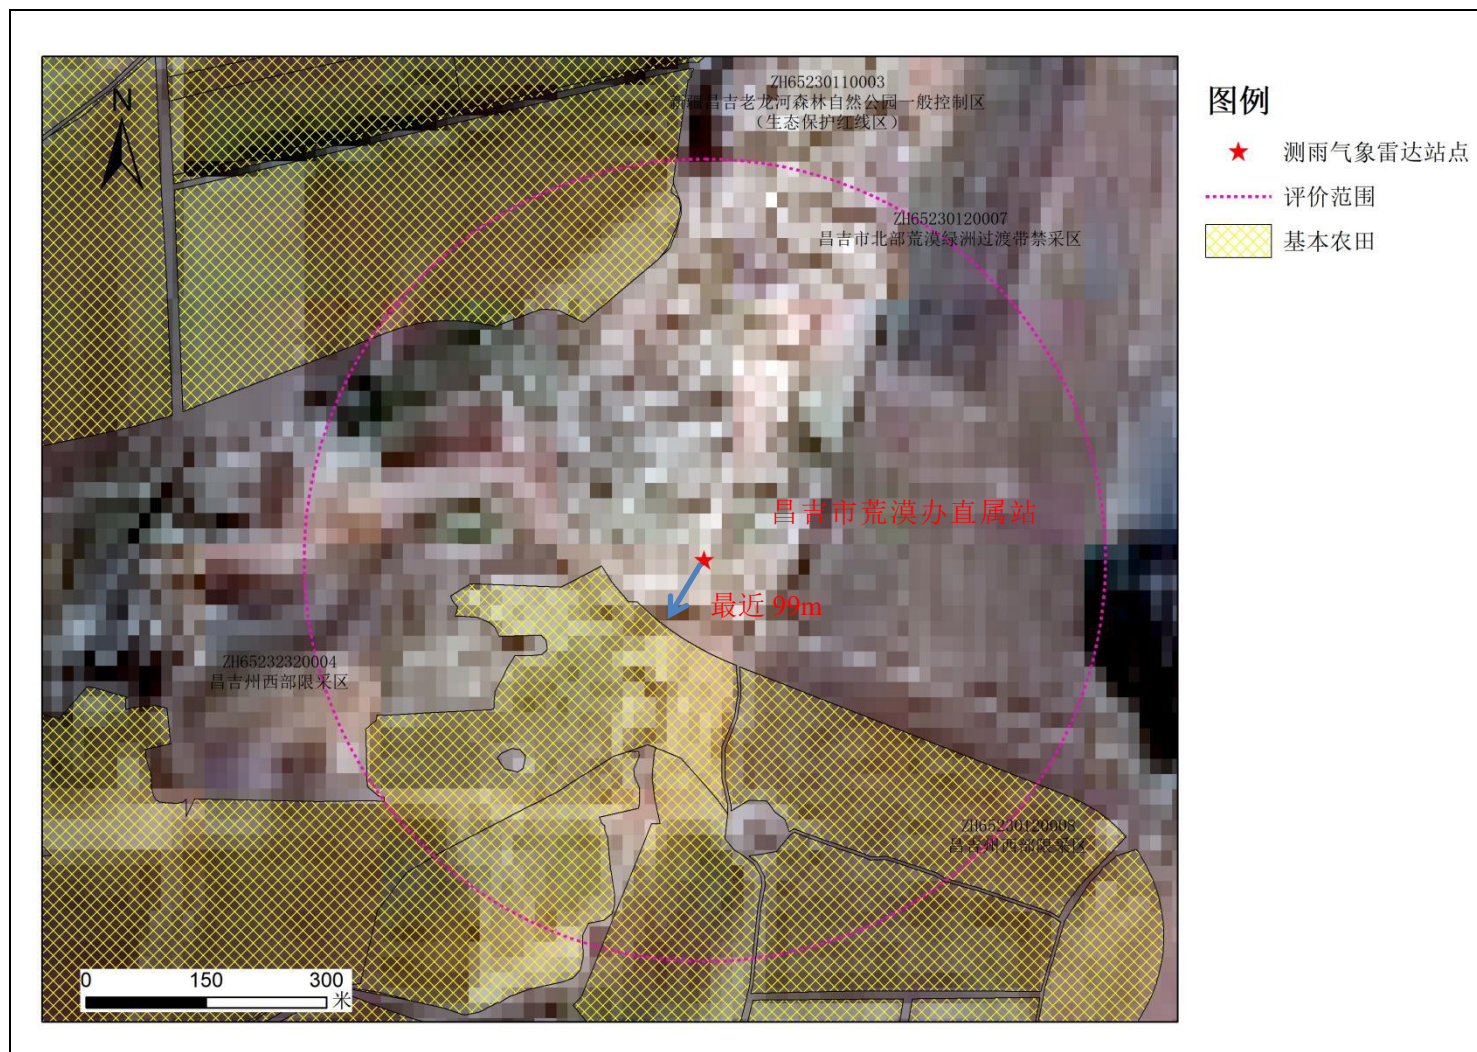 N
ZH65230110003
新疆昌吉老龙河森林自然公园一般控制区
（生态保护红线区）
ZH65230120007
昌吉市北部荒漠绿洲过渡带禁采区
昌吉市荒漠办直属站
最近 99m
ZH65232320004
昌吉州西部限采区
ZH65230120008
昌吉州西部限采区
0 150 300
米
图例
测雨气象雷达站点
评价范围
基本农田